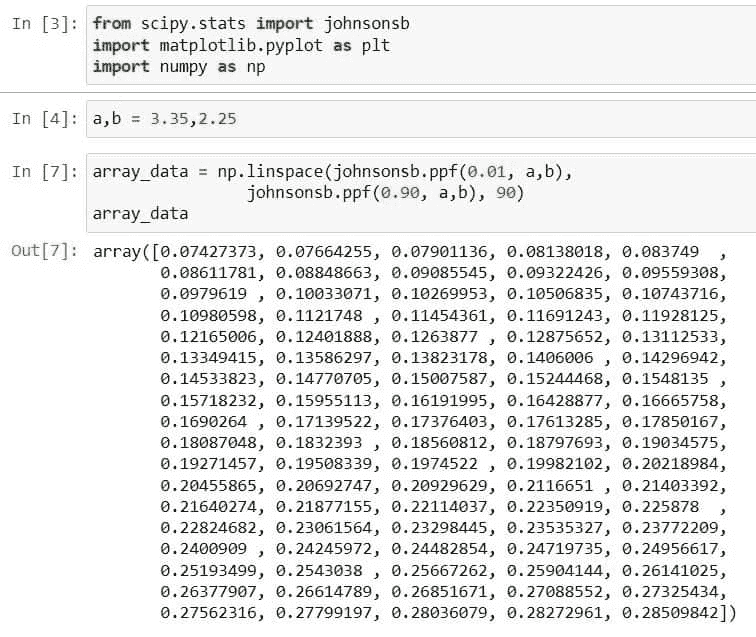 In [3]: from scipy.stats import johnsonsb
import matplotlib.pyplot as plt
import numpy as np
In [4]: a,b = 3.35,2.25
In [7]: array_data = np.linspace(johnsonsb.ppf(0.01, a,b),
johnsonsb.ppf(0.90, a,b), 90)
array_data
Out[7]: array([0.07427373, 0.07664255, 0.07901136, 0.08138018, 0.083749  ,
0.08611781, 0.08848663, 0.09085545, 0.09322426, 0.09559308,
0.0979619 , 0.10033071, 0.10269953, 0.10506835, 0.10743716,
0.10980598, 0.1121748 , 0.11454361, 0.11691243, 0.11928125,
0.12165006, 0.12401888, 0.1263877 , 0.12875652, 0.13112533,
0.13349415, 0.13586297, 0.13823178, 0.1406006 , 0.14296942,
0.14533823, 0.14770705, 0.15007587, 0.15244468, 0.1548135 ,
0.15718232, 0.15955113, 0.16191995, 0.16428877, 0.16665758,
0.1690264 , 0.17139522, 0.17376403, 0.17613285, 0.17850167,
0.18087048, 0.1832393 , 0.18560812, 0.18797693, 0.19034575,
0.19271457, 0.19508339, 0.1974522 , 0.19982102, 0.20218984,
0.20455865, 0.20692747, 0.20929629, 0.2116651 , 0.21403392,
0.21640274, 0.21877155, 0.22114037, 0.22350919, 0.225878  ,
0.22824682, 0.23061564, 0.23298445, 0.23535327, 0.23772209,
0.2400909 , 0.24245972, 0.24482854, 0.24719735, 0.24956617,
0.25193499, 0.2543038 , 0.25667262, 0.25904144, 0.26141025,
0.26377907, 0.26614789, 0.26851671, 0.27088552, 0.27325434,
0.27562316, 0.27799197, 0.28036079, 0.28272961, 0.28509842])